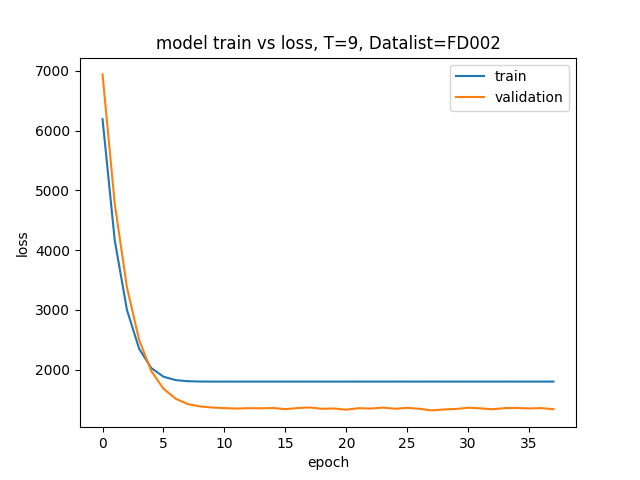 model train vs loss, T=9, Datalist=FD002
train
validation
7000
6000
5000
4000
3000
2000
loss
0 5 10 15 20 25 30 35
epoch